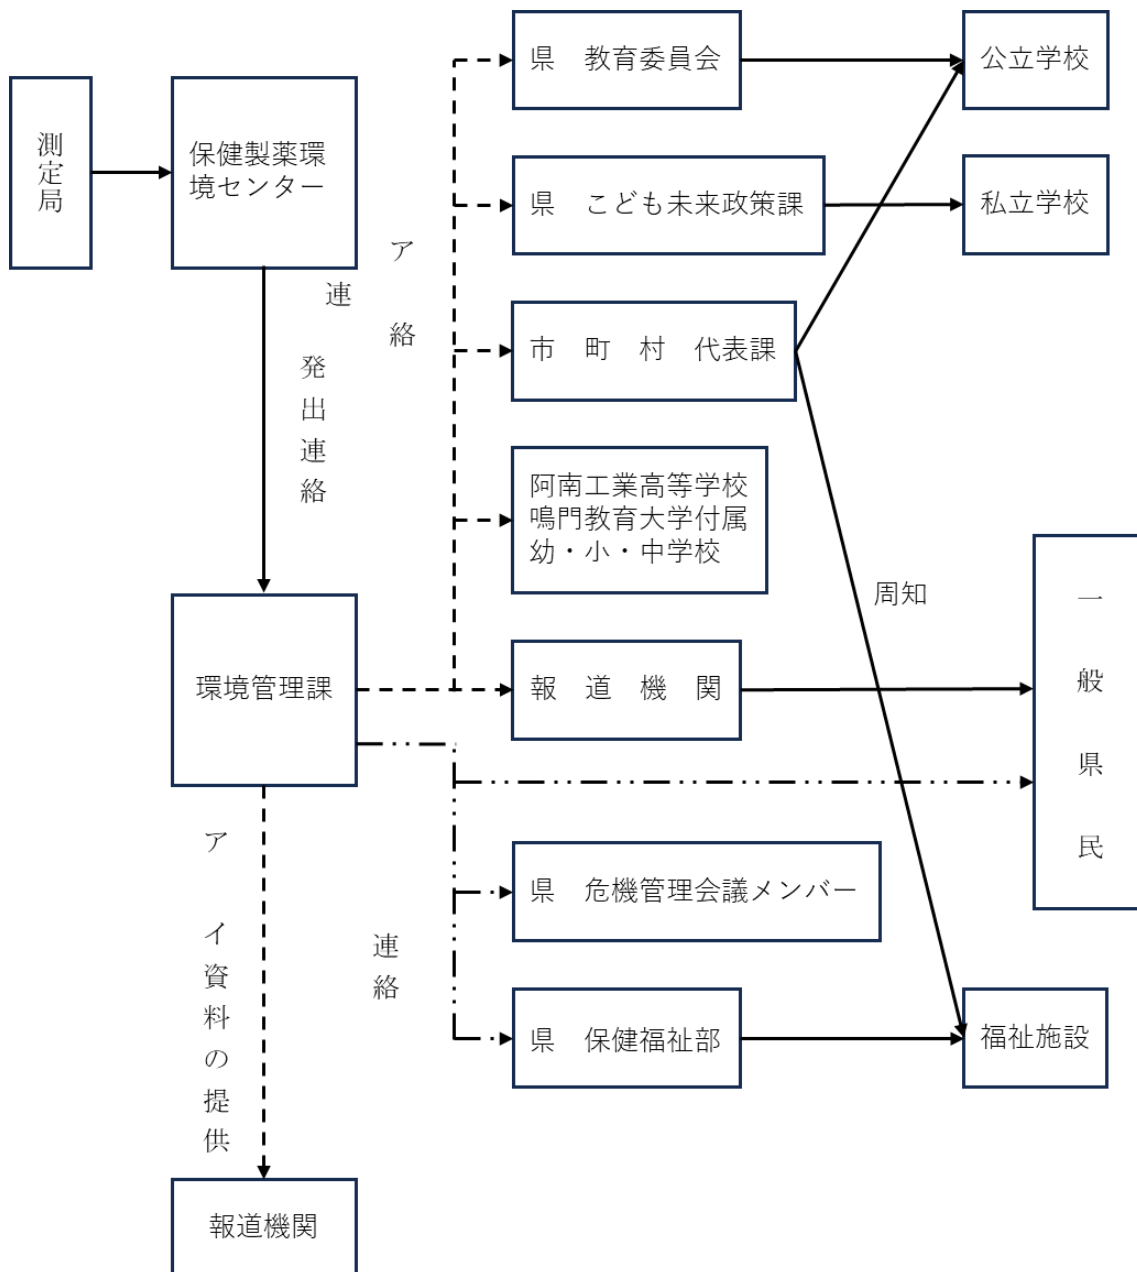 測定局
保健製薬環
境センター
県　教育委員会
公立学校
県　こども未来政策課
私立学校
ア
連絡
市　町　村　代表課
発出連絡
阿南工業高等学校
鳴門教育大学付属
幼・小・中学校
周知
一般県民
環境管理課
報　道　機　関
ア
イ資料の提供
県　危機管理会議メンバー
連絡
県　保健福祉部
福祉施設
報道機関